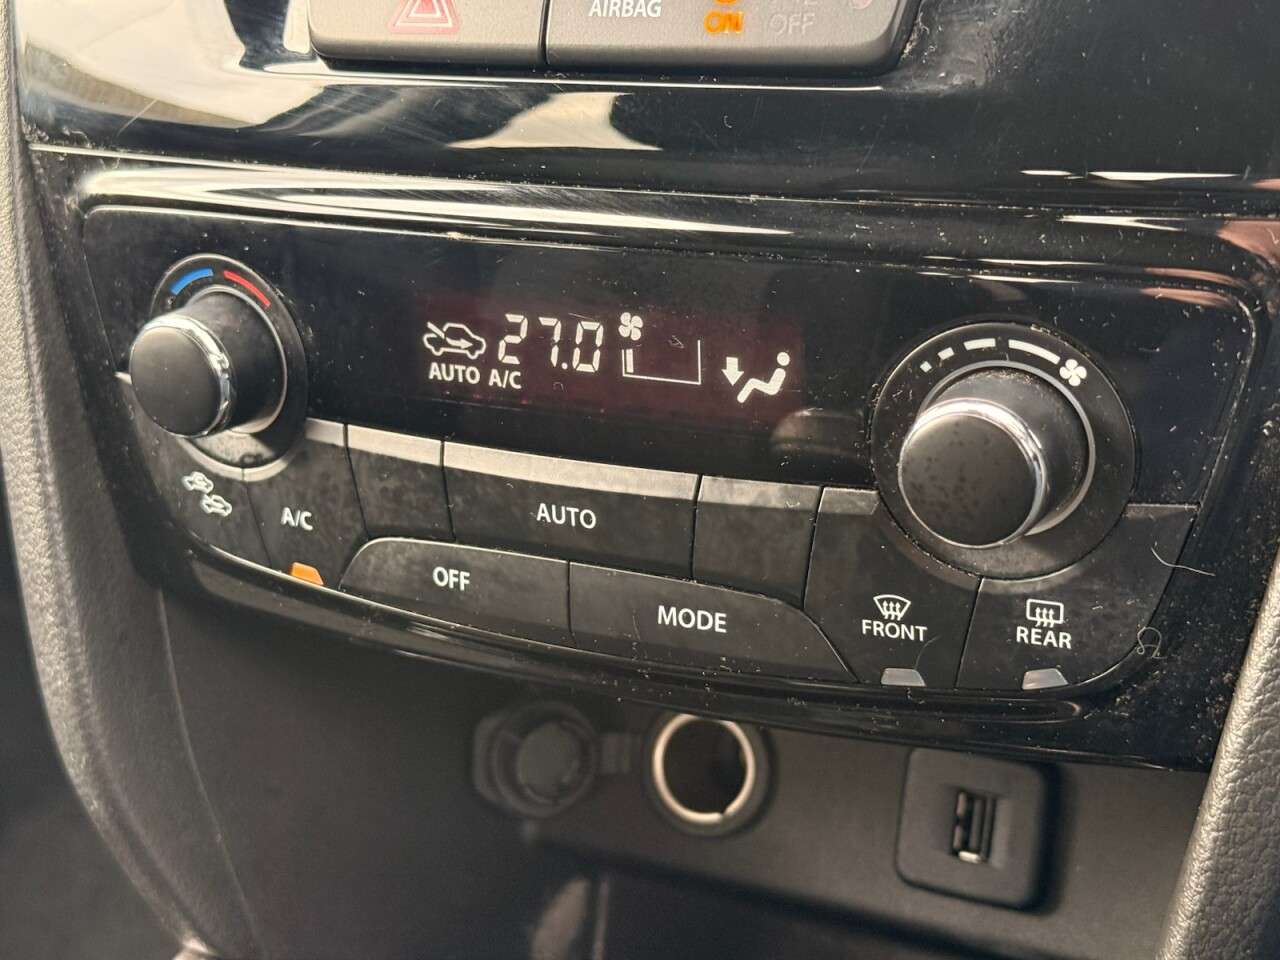 AIRBAG ON OFF
27.0
AUTO A/C
A/C
AUTO
OFF
MODE
FRONT
REAR